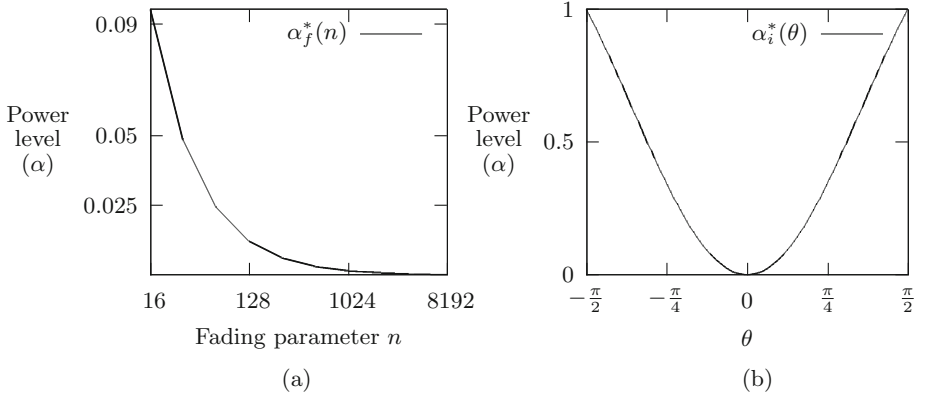 0.09
0.05
0.025
Power
level
(α)
α*f(n)
16 128 1024 8192
Fading parameter n
(a)
1
0.5
0
Power
level
(α)
α*i(θ)
−π/2 −π/4 0 π/4 π/2
θ
(b)